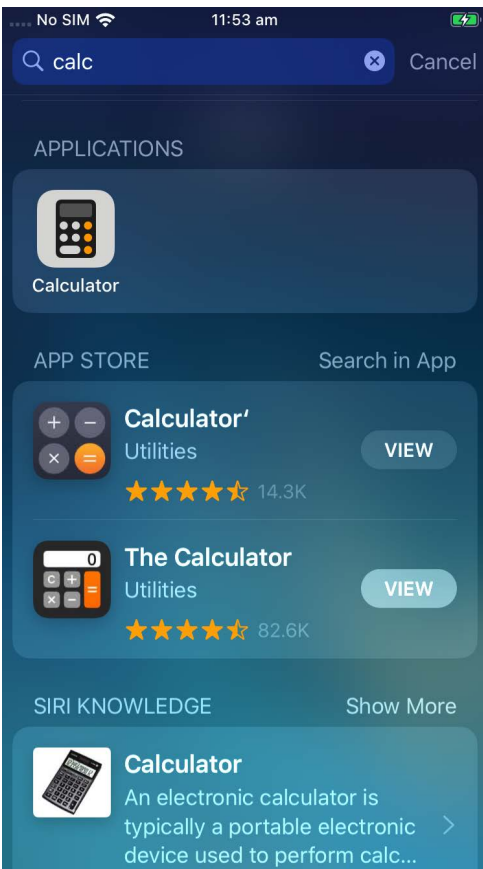 No SIM 11:53 am
calc Cancel
APPLICATIONS
Calculator
APP STORE Search in App
Calculator‘
Utilities VIEW
14.3K
0
The Calculator
C + =
× −
Utilities VIEW
82.6K
SIRI KNOWLEDGE Show More
Calculator
An electronic calculator is
typically a portable electronic
device used to perform calc...